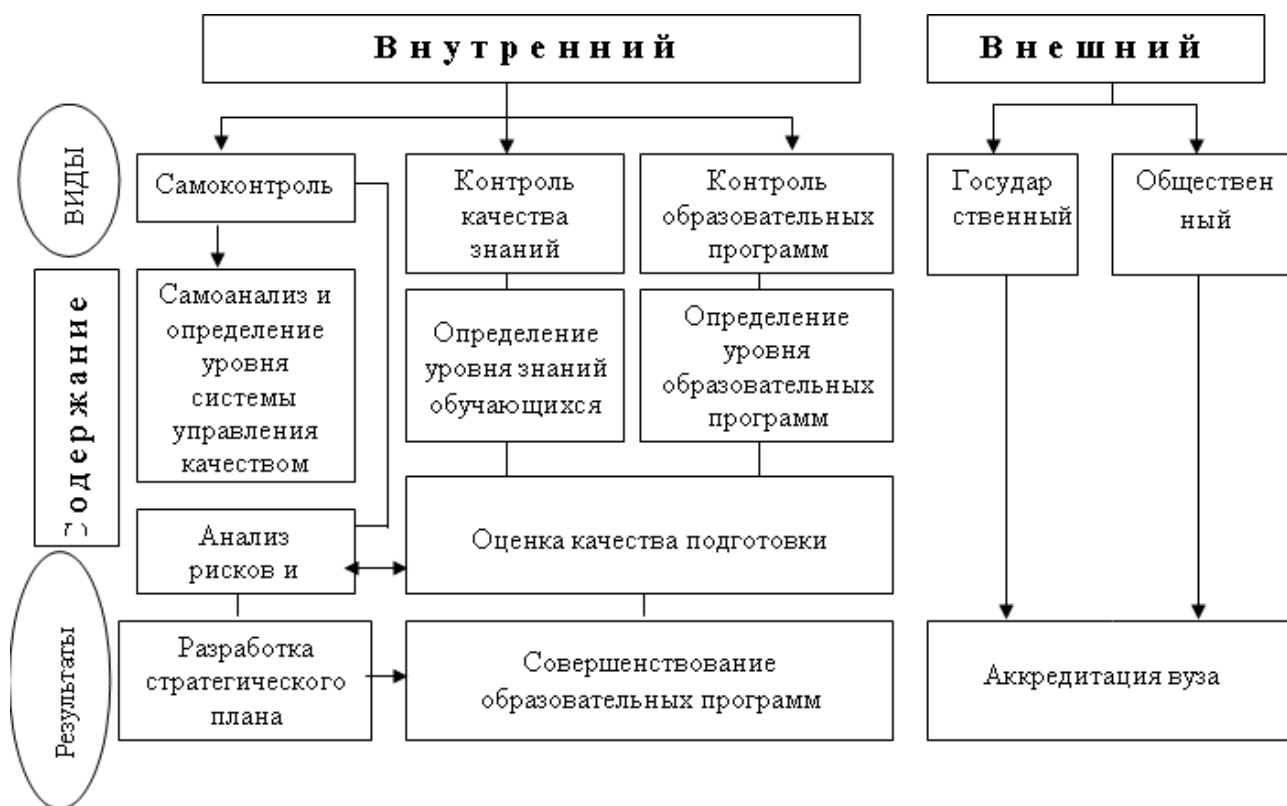 Внутренний
Внешний
ВИДЫ
Самоконтроль
Контроль
качества
знаний
Контроль
образовательных
программ
Государ
ственный
Обществен
ный
Содержание
Самоанализ и
определение
уровня
системы
управления
качеством
Определение
уровня знаний
обучающихся
Определение
уровня
образовательных
программ
Анализ
рисков и
Оценка качества подготовки
Результаты
Разработка
стратегического
плана
Совершенствование
образовательных программ
Аккредитация вуза